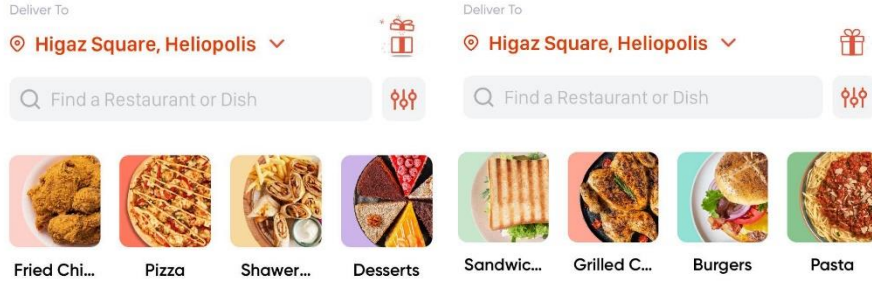 Deliver To
Higaz Square, Heliopolis
Find a Restaurant or Dish
Fried Chi...
Pizza
Shawer...
Desserts
Deliver To
Higaz Square, Heliopolis
Find a Restaurant or Dish
Sandwic...
Grilled C...
Burgers
Pasta